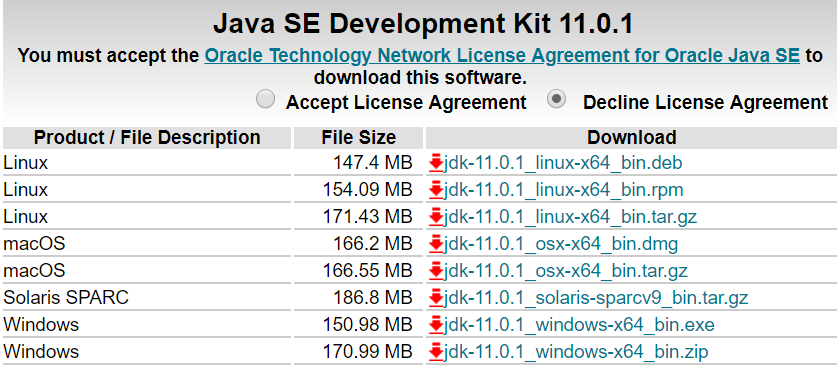 Java SE Development Kit 11.0.1
You must accept the Oracle Technology Network License Agreement for Oracle Java SE to
download this software.
Accept License Agreement Decline License Agreement
Product / File Description File Size Download
Linux 147.4 MB jdk-11.0.1_linux-x64_bin.deb
Linux 154.09 MB jdk-11.0.1_linux-x64_bin.rpm
Linux 171.43 MB jdk-11.0.1_linux-x64_bin.tar.gz
macOS 166.2 MB jdk-11.0.1_osx-x64_bin.dmg
macOS 166.55 MB jdk-11.0.1_osx-x64_bin.tar.gz
Solaris SPARC 186.8 MB jdk-11.0.1_solaris-sparcv9_bin.tar.gz
Windows 150.98 MB jdk-11.0.1_windows-x64_bin.exe
Windows 170.99 MB jdk-11.0.1_windows-x64_bin.zip